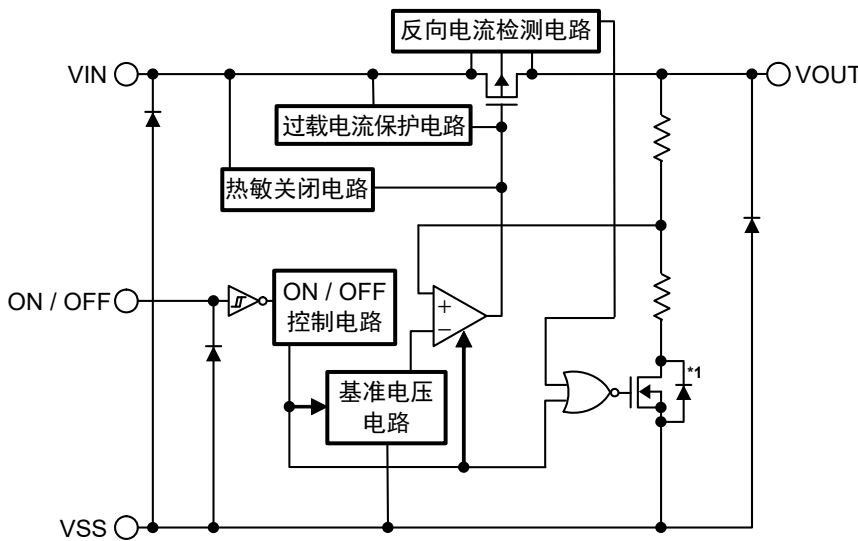 反向电流检测电路
VIN
VOUT
过载电流保护电路
热敏关闭电路
ON / OFF
ON / OFF
控制电路
+
−
*1
基准电压
电路
VSS